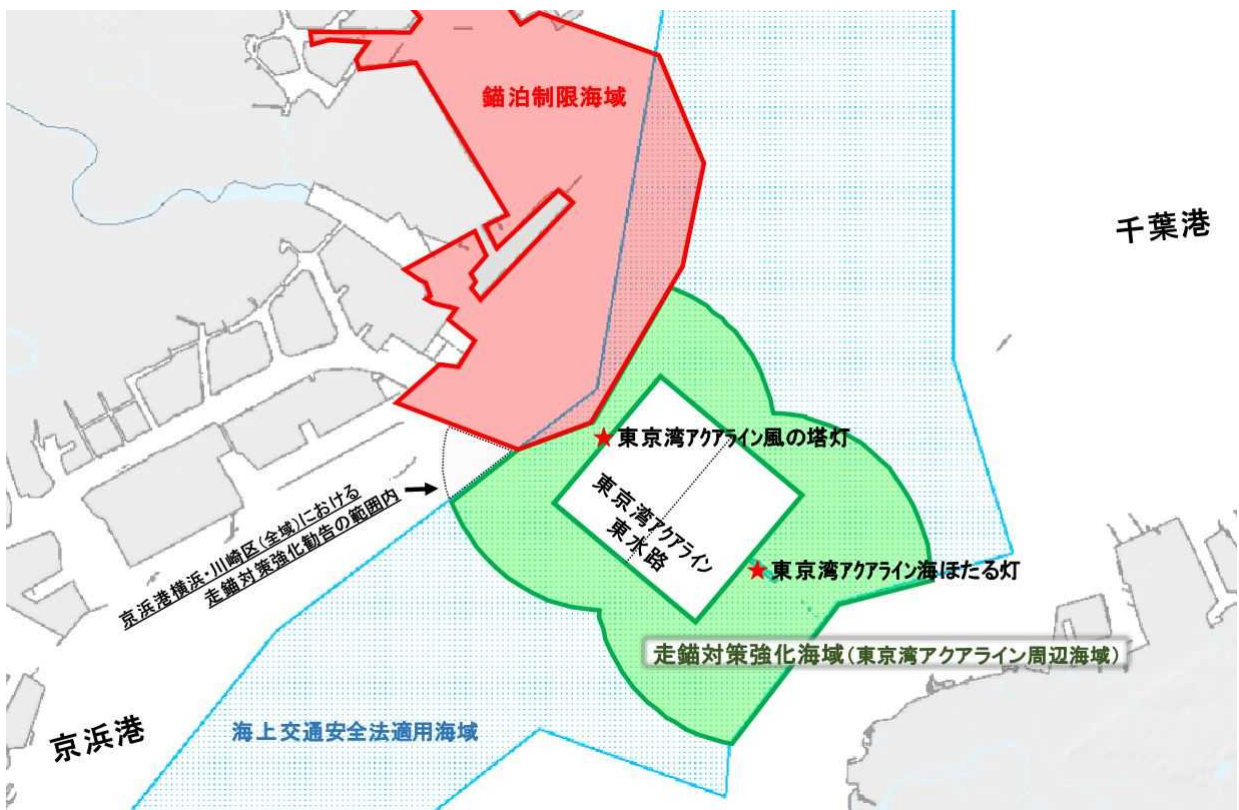 錨泊制限海域
千葉港
東京湾アクアライン風の塔灯
東京湾アクアライン
東水路
京浜港横浜・川崎区(全域)における
走錨対策強化勧告の範囲内
東京湾アクアライン海ほたる灯
走錨対策強化海域(東京湾アクアライン周辺海域)
海上交通安全法適用海域
京浜港